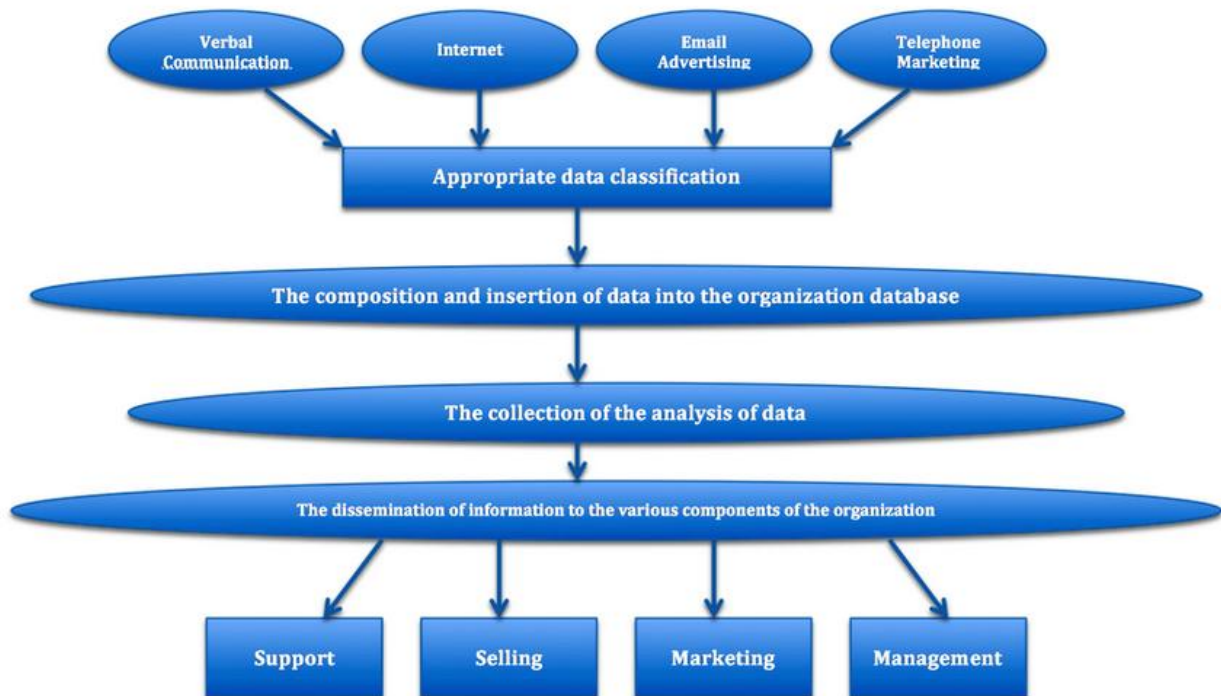 Verbal
Communication
Internet
Email
Advertising
Telephone
Marketing
Appropriate data classification
The composition and insertion of data into the organization database
The collection of the analysis of data
The dissemination of information to the various components of the organization
Support
Selling
Marketing
Management